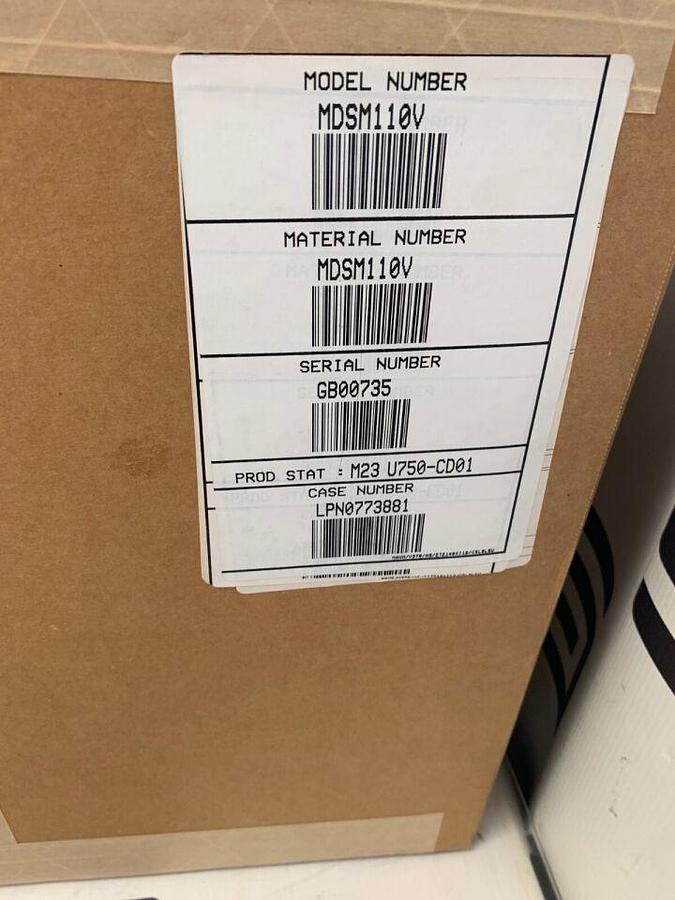 MODEL NUMBER
MDSM110V
MATERIAL NUMBER
MDSM110V
SERIAL NUMBER
GB00735
PROD STAT : M23 U750-CD01
CASE NUMBER
LPN0773881